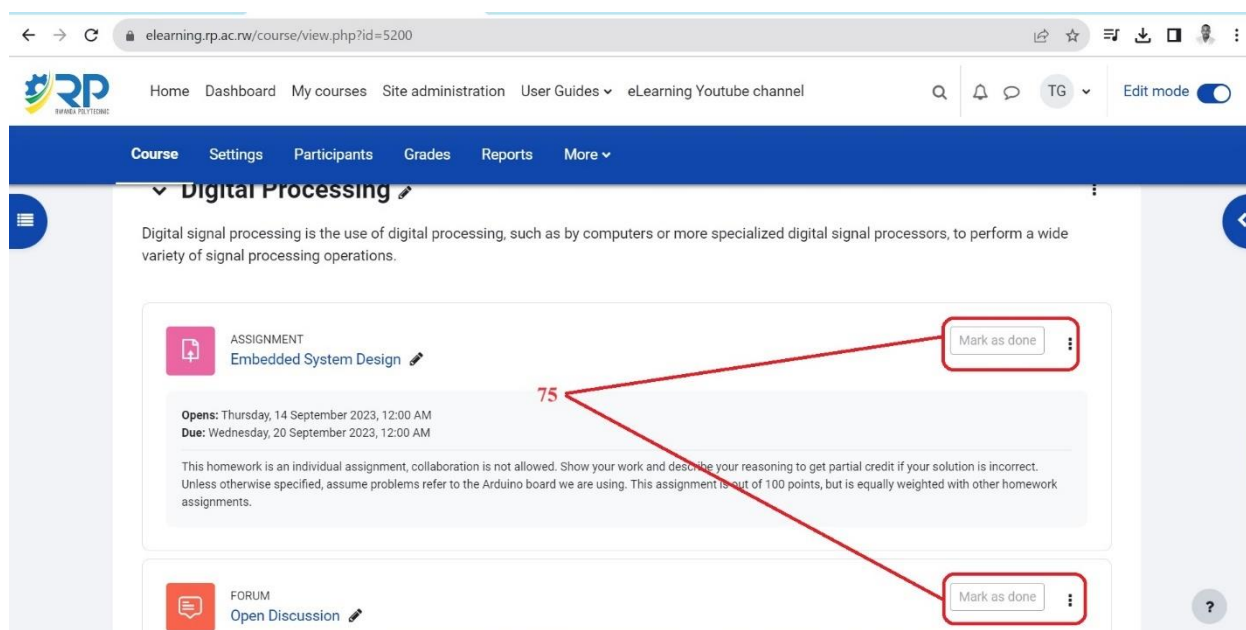 elearning.rp.ac.rw/course/view.php?id=5200
RP
RWANDA POLYTECHNIC
Home Dashboard My courses Site administration User Guides eLearning Youtube channel TG Edit mode
Course Settings Participants Grades Reports More
Digital Processing
Digital signal processing is the use of digital processing, such as by computers or more specialized digital signal processors, to perform a wide
variety of signal processing operations.
ASSIGNMENT
Embedded System Design
Mark as done
75
Opens: Thursday, 14 September 2023, 12:00 AM
Due: Wednesday, 20 September 2023, 12:00 AM
This homework is an individual assignment, collaboration is not allowed. Show your work and describe your reasoning to get partial credit if your solution is incorrect.
Unless otherwise specified, assume problems refer to the Arduino board we are using. This assignment is out of 100 points, but is equally weighted with other homework
assignments.
FORUM
Open Discussion
Mark as done
?